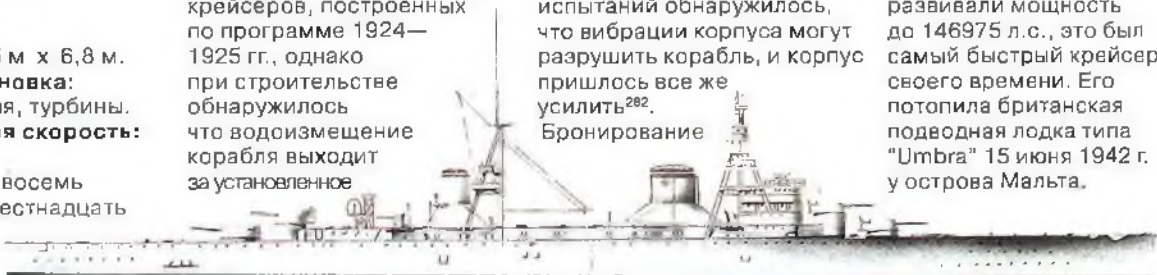 м х 6,8 м.
новка:
я, турбины.
я скорость:
восемь
естнадцать
крейсеров, построенных
по программе 1924—
1925 гг., однако
при строительстве
обнаружилось
что водоизмещение
корабля выходит
за установленное
испытаний обнаружилось,
что вибрации корпуса могут
разрушить корабль, и корпус
пришлось все же
усилить²⁸².
Бронирование
развивали мощность
до 146975 л.с., это был
самый быстрый крейсер
своего времени. Его
потопила британская
подводная лодка типа
"Umbra" 15 июня 1942 г.
у острова Мальта.